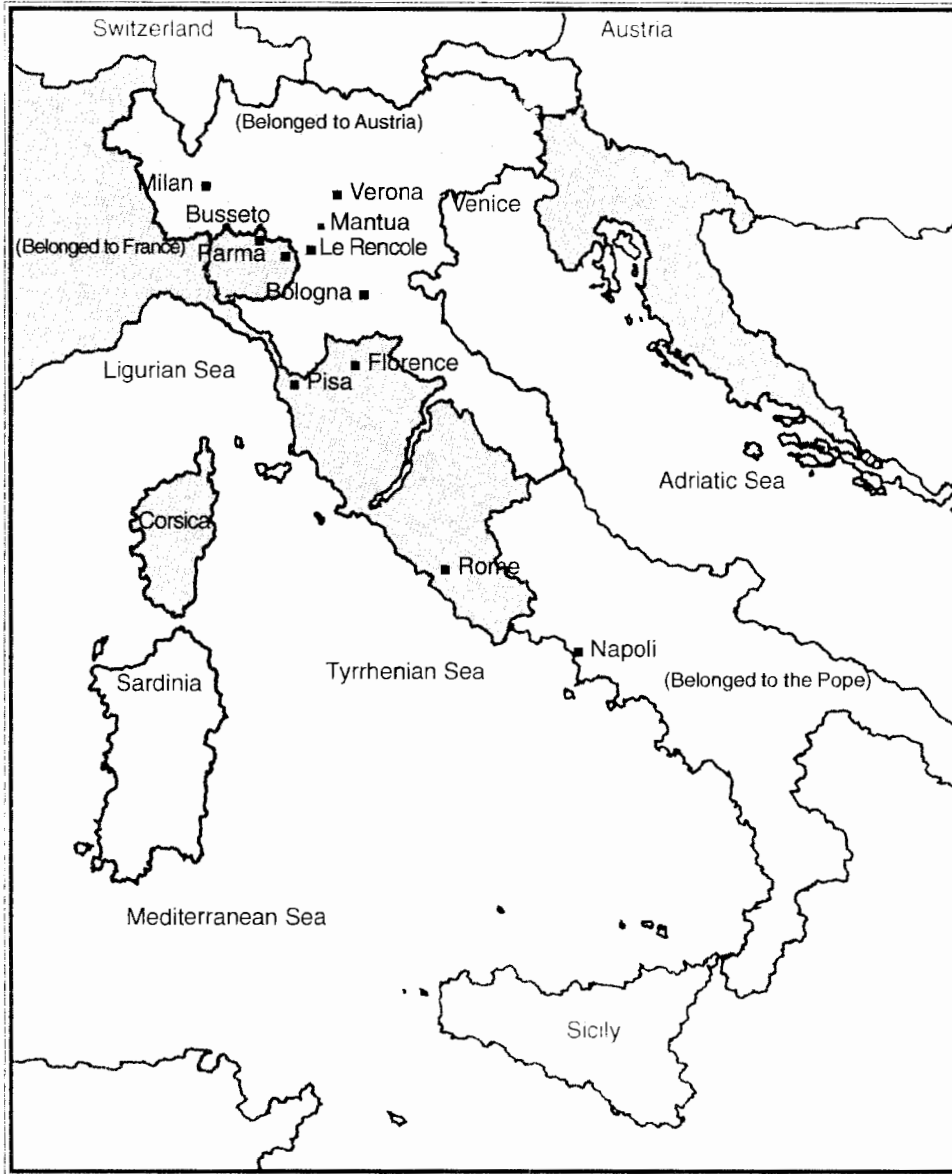 Switzerland
Austria
(Belonged to Austria)
Milan
Verona
Venice
Busseto
Mantua
(Belonged to France)
Parma
Le Rencole
Bologna
Ligurian Sea
Florence
Pisa
Adriatic Sea
Corsica
Rome
Napoli
Tyrrhenian Sea
(Belonged to the Pope)
Sardinia
Mediterranean Sea
Sicily